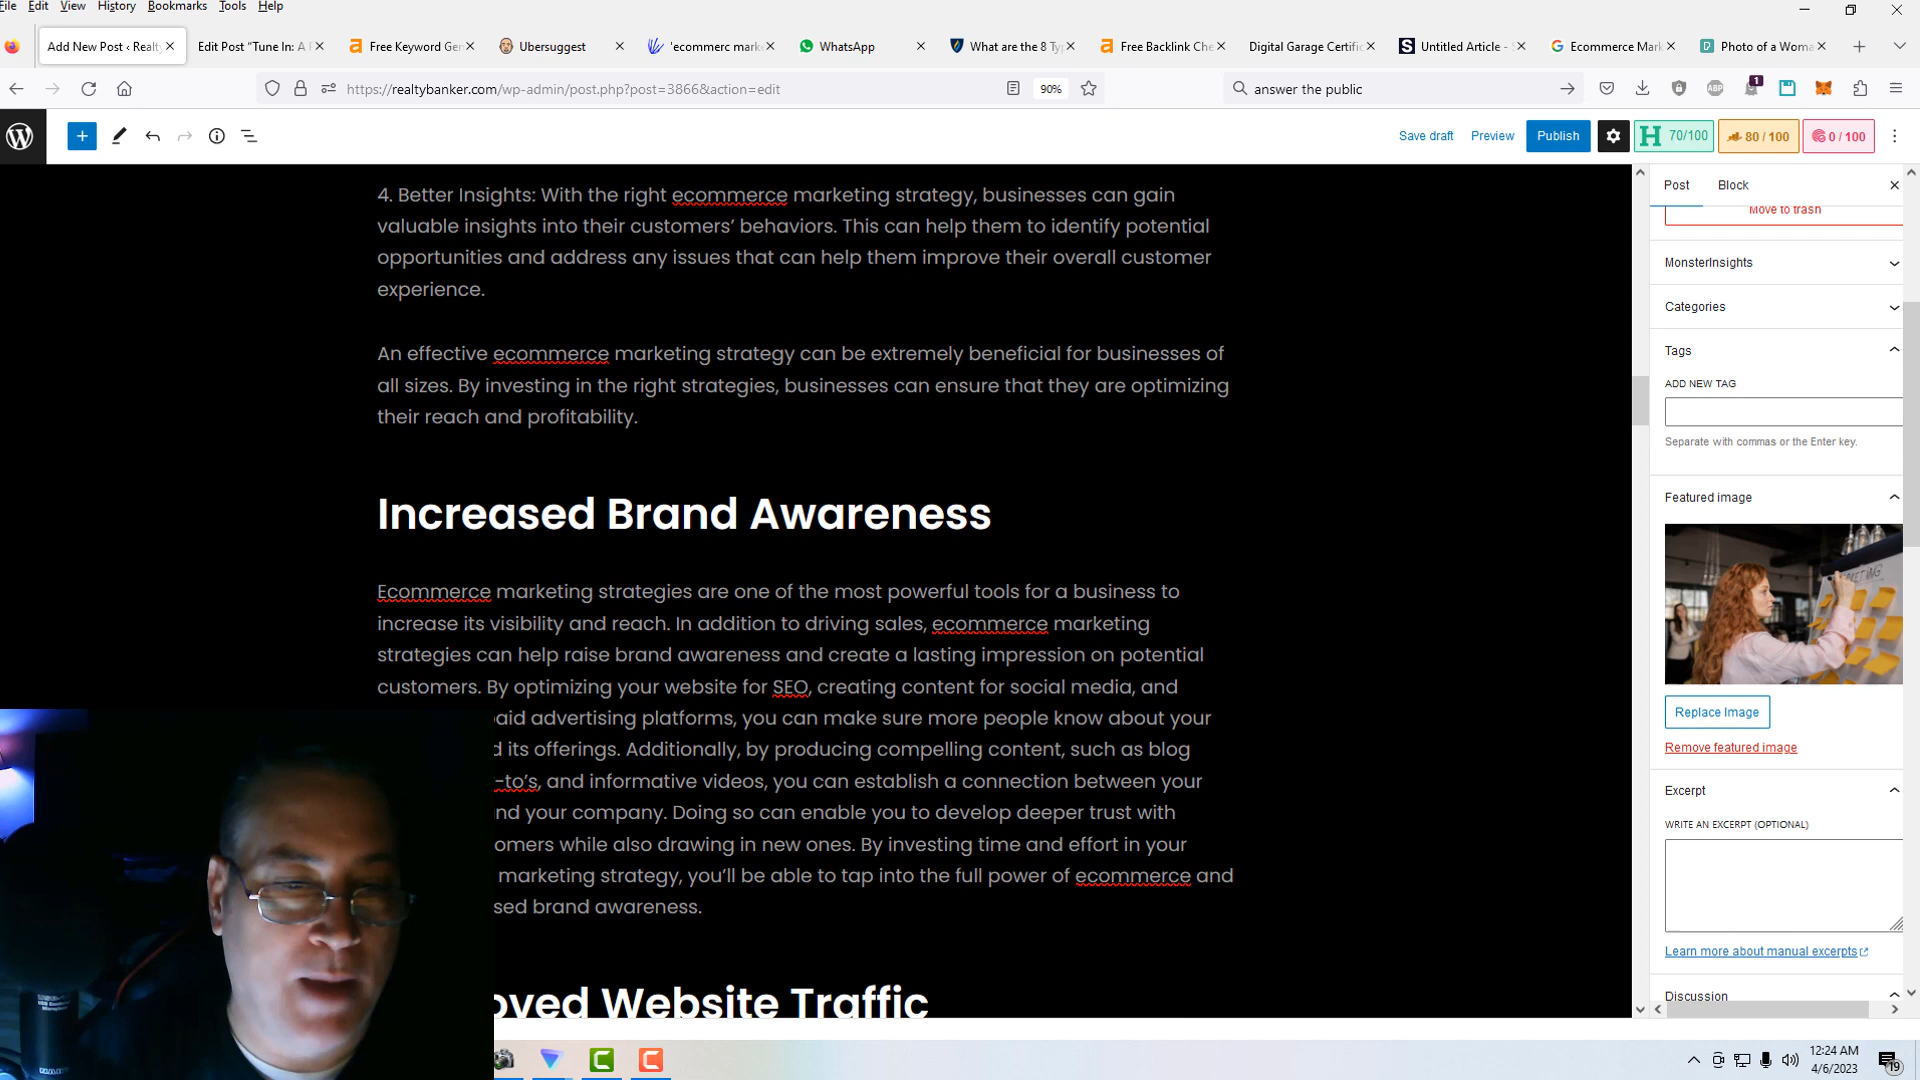 File Edit View History Bookmarks Tools Help
Add New Post ‹ Realty
Edit Post “Tune In: A
Free Keyword Gen
Ubersuggest
'ecommerc mark
WhatsApp
What are the 8 Ty
Free Backlink Che
Digital Garage Certific
Untitled Article - S
Ecommerce Mark
Photo of a Woma
https://realtybanker.com/wp-admin/post.php?post=3866&action=edit
90%
answer the public
1
Save draft
Preview
Publish
70/100
80 / 100
0 / 100
4. Better Insights: With the right ecommerce marketing strategy, businesses can gain
valuable insights into their customers’ behaviors. This can help them to identify potential
opportunities and address any issues that can help them improve their overall customer
experience.
An effective ecommerce marketing strategy can be extremely beneficial for businesses of
all sizes. By investing in the right strategies, businesses can ensure that they are optimizing
their reach and profitability.
Increased Brand Awareness
Ecommerce marketing strategies are one of the most powerful tools for a business to
increase its visibility and reach. In addition to driving sales, ecommerce marketing
strategies can help raise brand awareness and create a lasting impression on potential
customers. By optimizing your website for SEO, creating content for social media, and
aid advertising platforms, you can make sure more people know about your
d its offerings. Additionally, by producing compelling content, such as blog
-to’s, and informative videos, you can establish a connection between your
nd your company. Doing so can enable you to develop deeper trust with
omers while also drawing in new ones. By investing time and effort in your
marketing strategy, you’ll be able to tap into the full power of ecommerce and
sed brand awareness.
oved Website Traffic
Post
Block
Move to trash
MonsterInsights
Categories
Tags
ADD NEW TAG
Separate with commas or the Enter key.
Featured image
Replace Image
Remove featured image
Excerpt
WRITE AN EXCERPT (OPTIONAL)
Learn more about manual excerpts
Discussion
12:24 AM
4/6/2023
19